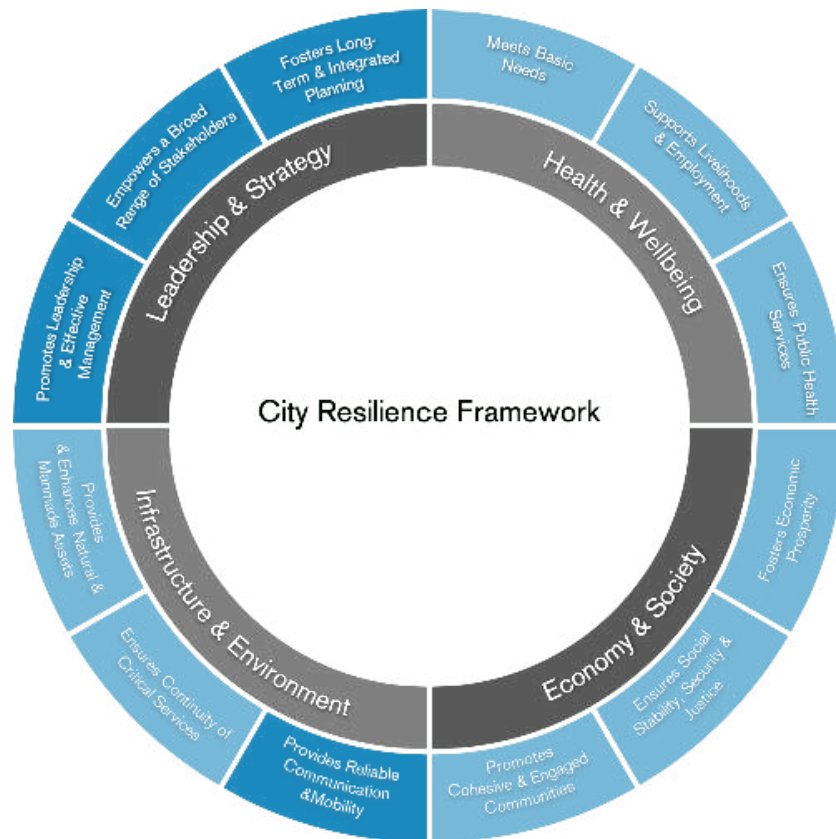 Fosters Long-
Term & Integrated
Planning
Meets Basic
Needs
Empowers a Broad
Range of Stakeholders
Supports Livelihoods
& Employment
Leadership & Strategy
Health & Wellbeing
Promotes Leadership
& Effective
Management
Ensures Public Health
Services
City Resilience Framework
Provides
& Enhances Natural &
Manmade Assets
Fosters Economic
Prosperity
Infrastructure & Environment
Economy & Society
Ensures Continuity of
Critical Services
Ensures Social
Stability, Security &
Justice
Provides Reliable
Communication
&Mobility
Promotes
Cohesive & Engaged
Communities